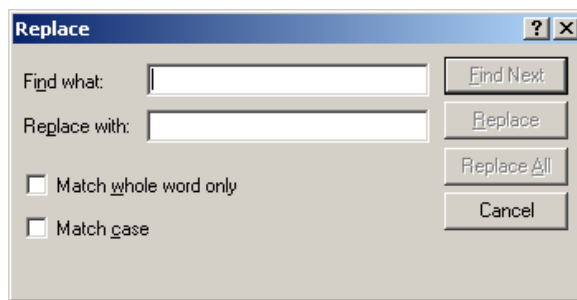 Replace
Find what:
Find Next
Replace with:
Replace
Replace All
Match whole word only
Cancel
Match case